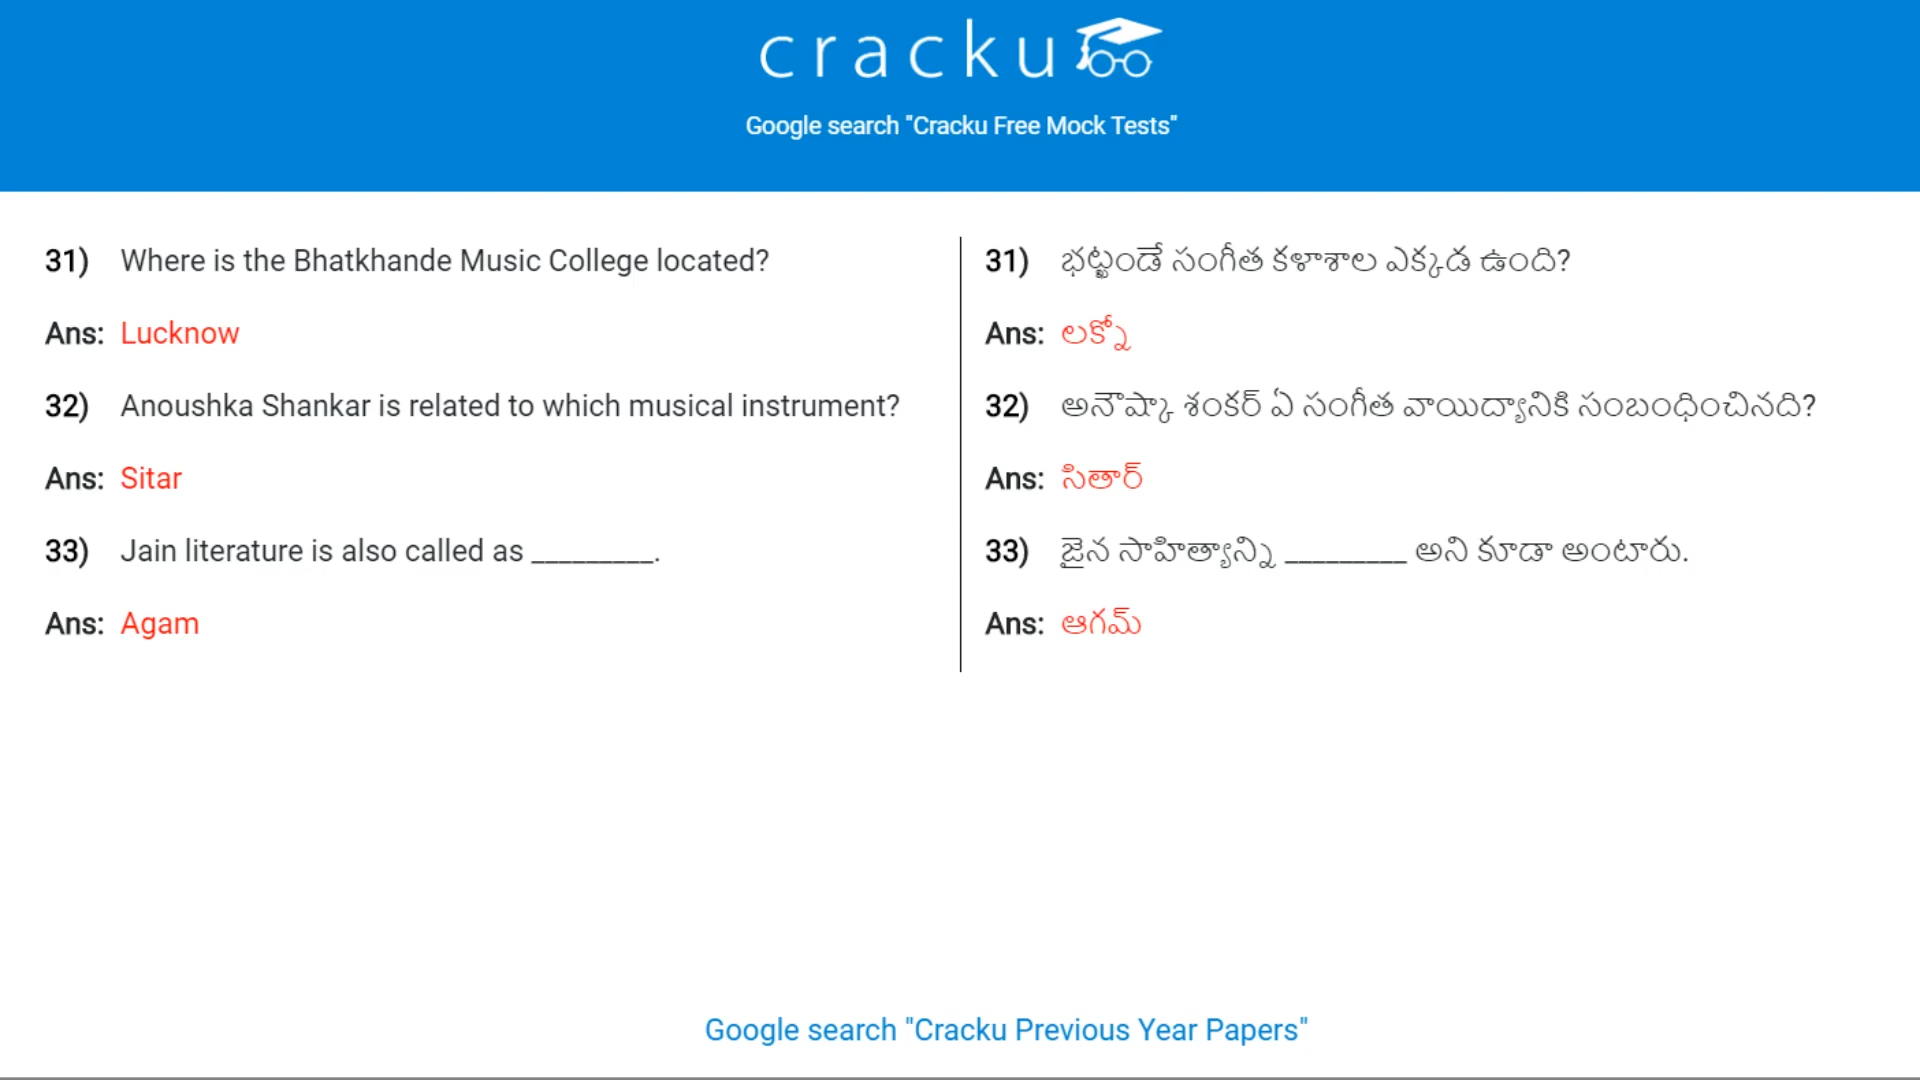 cracku
Google search "Cracku Free Mock Tests"
31) Where is the Bhatkhande Music College located?
Ans: Lucknow
32) Anoushka Shankar is related to which musical instrument?
Ans: Sitar
33) Jain literature is also called as _________.
Ans: Agam
31) భట్ఖండే సంగీత కళాశాల ఎక్కడ ఉంది?
Ans: లక్నో
32) అనౌష్కా శంకర్ ఏ సంగీత వాయిద్యానికి సంబంధించినది?
Ans: సితార్
33) జైన సాహిత్యాన్ని _________ అని కూడా అంటారు.
Ans: ఆగమ్
Google search "Cracku Previous Year Papers"